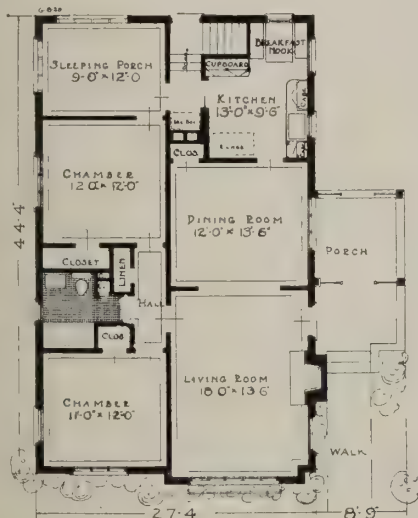 G-838
BREAKFAST
NOOK
SLEEPING PORCH
9'-0" × 12'-0
CUPBOARD
KITCHEN
13'-0" × 9'-6"
CLOS
CHAMBER
12'0" × 12'-0"
DINING ROOM
12'-0" × 13'-6"
PORCH
44'-4"
CLOSET
LINEN
HALL
CLOS
CHAMBER
11'-0" × 12'-0"
LIVING ROOM
18'-0" × 13'-6
WALK
27'-4
8'-9"